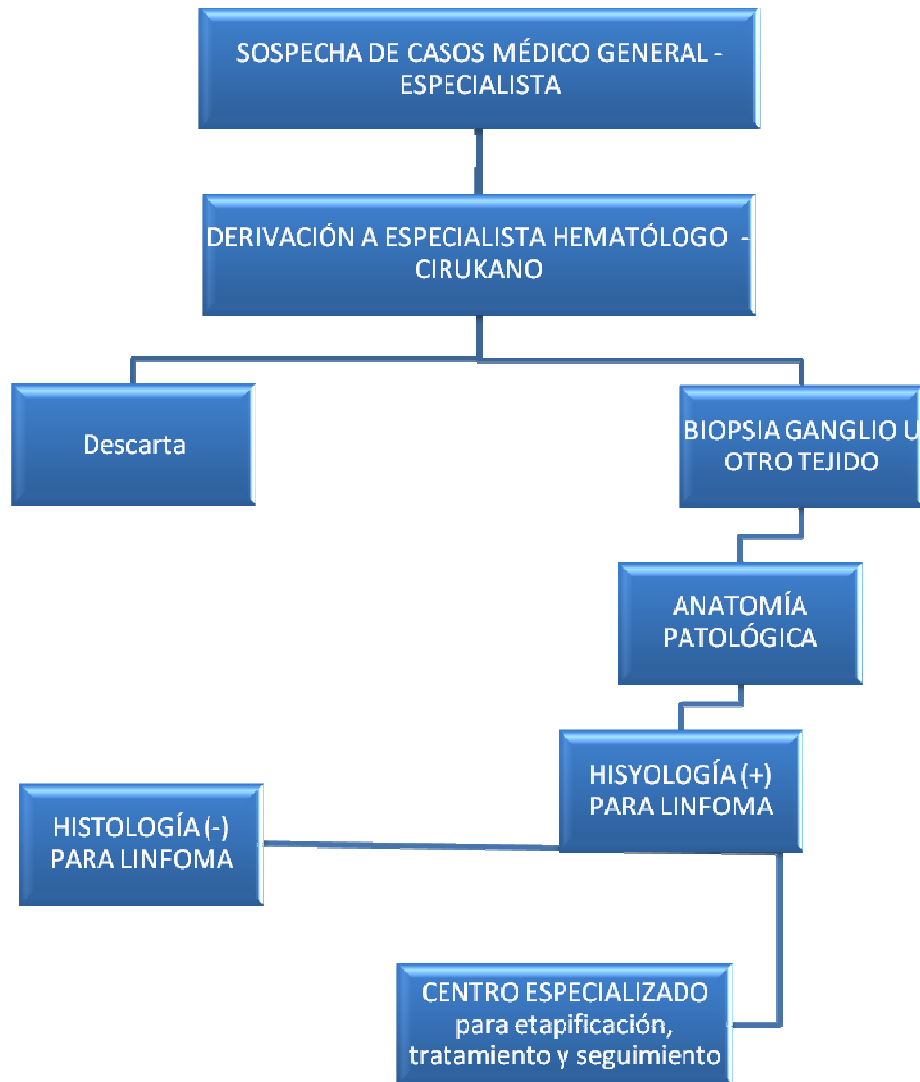 SOSPECHA DE CASOS MÉDICO GENERAL -
ESPECIALISTA
DERIVACIÓN A ESPECIALISTA HEMATÓLOGO -
CIRUKANO
Descarta
BIOPSIA GANGLIO U
OTRO TEJIDO
ANATOMÍA
PATOLÓGICA
HISYOLOGÍA (+)
PARA LINFOMA
HISTOLOGÍA (-)
PARA LINFOMA
CENTRO ESPECIALIZADO
para etapificación,
tratamiento y seguimiento